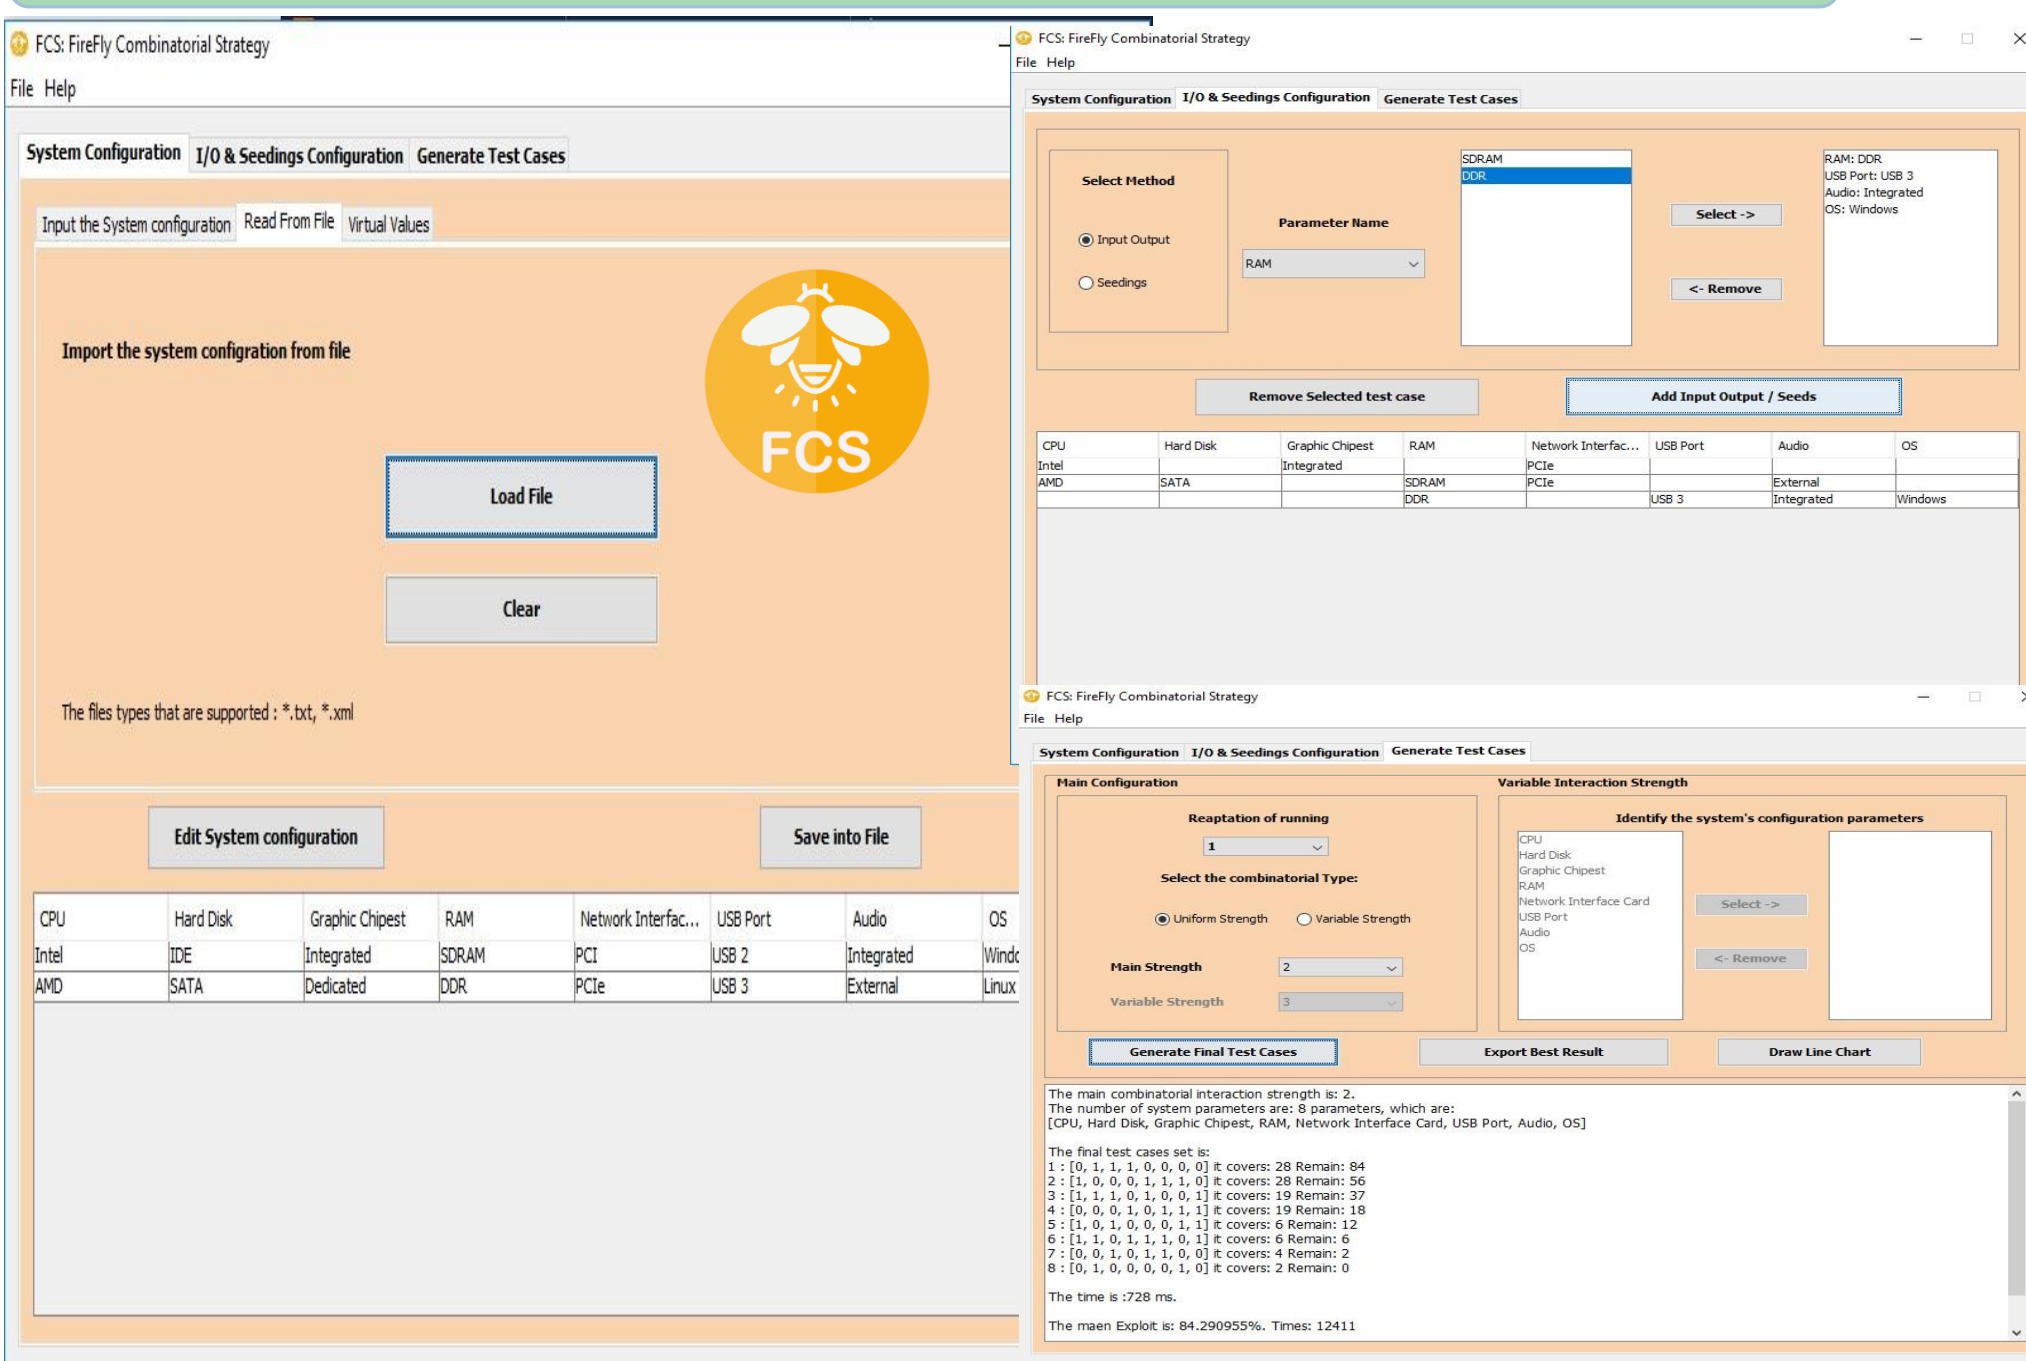 FCS: FireFly Combinatorial Strategy
File Help
System Configuration I/O & Seedings Configuration Generate Test Cases
Input the System configuration Read From File Virtual Values
Import the system configration from file
FCS
Load File
Clear
The files types that are supported : *.txt, *.xml
Edit System configuration Save into File
CPU Hard Disk Graphic Chipest RAM Network Interfac... USB Port Audio OS
Intel IDE Integrated SDRAM PCI USB 2 Integrated Windo
AMD SATA Dedicated DDR PCIe USB 3 External Linux
FCS: FireFly Combinatorial Strategy
File Help
System Configuration I/O & Seedings Configuration Generate Test Cases
Select Method
Input Output
Seedings
Parameter Name
RAM
SDRAM
DDR
Select ->
<- Remove
RAM: DDR
USB Port: USB 3
Audio: Integrated
OS: Windows
Remove Selected test case Add Input Output / Seeds
CPU Hard Disk Graphic Chipest RAM Network Interfac... USB Port Audio OS
Intel Integrated PCIe
AMD SATA SDRAM PCIe External
DDR USB 3 Integrated Windows
FCS: FireFly Combinatorial Strategy
File Help
System Configuration I/O & Seedings Configuration Generate Test Cases
Main Configuration
Reaptation of running
1
Select the combinatorial Type:
Uniform Strength Variable Strength
Main Strength 2
Variable Strength 3
Variable Interaction Strength
Identify the system's configuration parameters
CPU
Hard Disk
Graphic Chipest
RAM
Network Interface Card
USB Port
Audio
OS
Select ->
<- Remove
Generate Final Test Cases Export Best Result Draw Line Chart
The main combinatorial interaction strength is: 2.
The number of system parameters are: 8 parameters, which are:
[CPU, Hard Disk, Graphic Chipest, RAM, Network Interface Card, USB Port, Audio, OS]
The final test cases set is:
1 : [0, 1, 1, 1, 0, 0, 0, 0] it covers: 28 Remain: 84
2 : [1, 0, 0, 0, 1, 1, 1, 0] it covers: 28 Remain: 56
3 : [1, 1, 1, 0, 1, 0, 0, 1] it covers: 19 Remain: 37
4 : [0, 0, 0, 1, 0, 1, 1, 1] it covers: 19 Remain: 18
5 : [1, 0, 1, 0, 0, 0, 1, 1] it covers: 6 Remain: 12
6 : [1, 1, 0, 1, 1, 1, 0, 1] it covers: 6 Remain: 6
7 : [0, 0, 1, 0, 1, 1, 0, 0] it covers: 4 Remain: 2
8 : [0, 1, 0, 0, 0, 0, 1, 0] it covers: 2 Remain: 0
The time is :728 ms.
The maen Exploit is: 84.290955%. Times: 12411